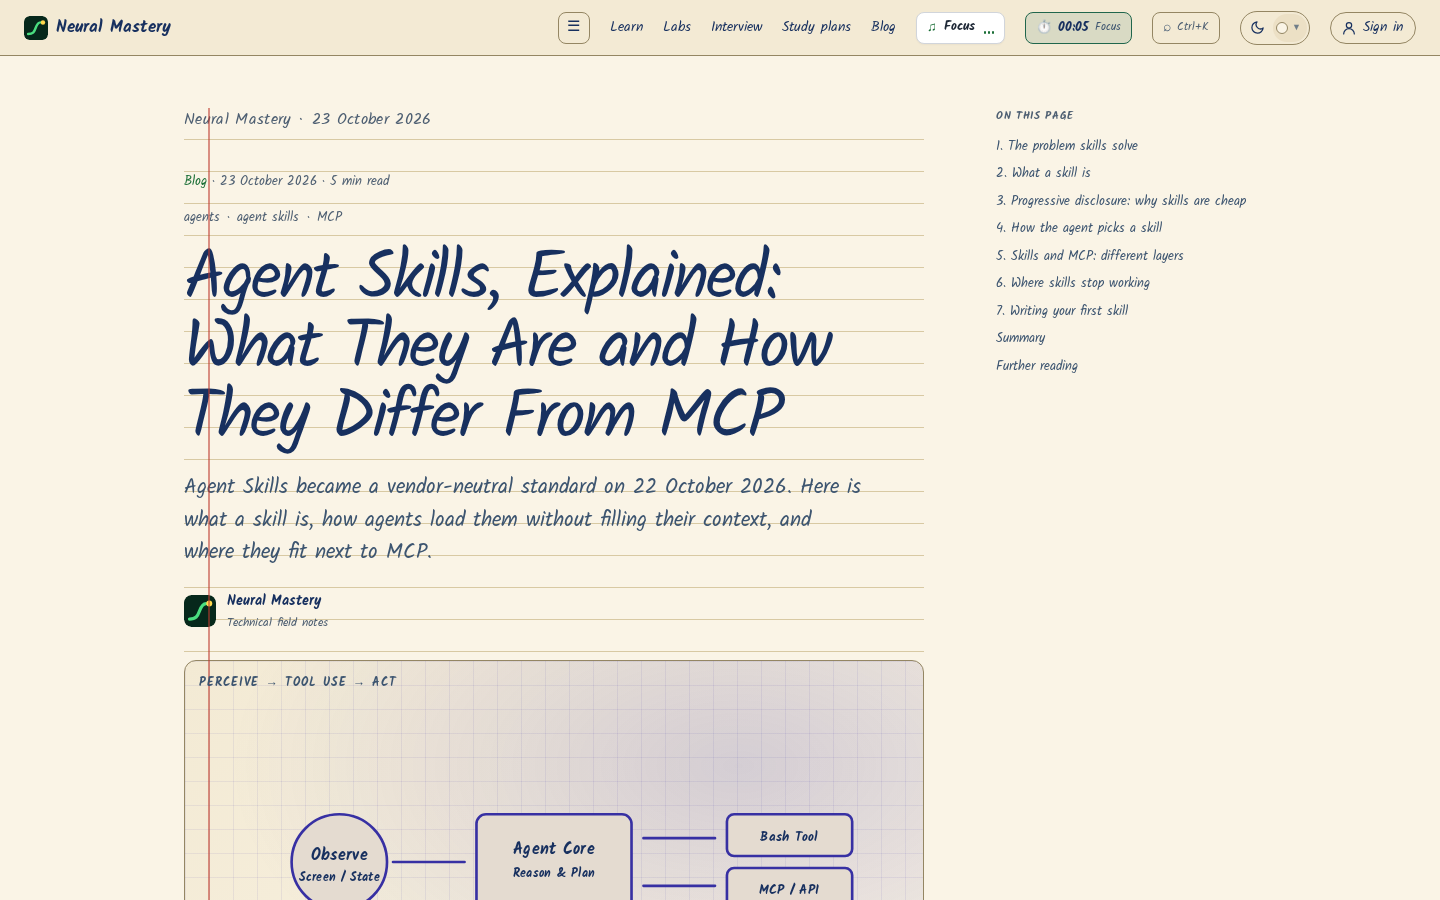 Neural Mastery
☰
Learn
Labs
Interview
Study plans
Blog
♫ Focus
00:05 Focus
Ctrl+K
Sign in
Neural Mastery · 23 October 2026
Blog · 23 October 2026 · 5 min read
agents · agent skills · MCP
Agent Skills, Explained:
What They Are and How
They Differ From MCP
Agent Skills became a vendor-neutral standard on 22 October 2026. Here is
what a skill is, how agents load them without filling their context, and
where they fit next to MCP.
Neural Mastery
Technical field notes
PERCEIVE → TOOL USE → ACT
Observe
Screen / State
Agent Core
Reason & Plan
Bash Tool
MCP / API
ON THIS PAGE
1. The problem skills solve
2. What a skill is
3. Progressive disclosure: why skills are cheap
4. How the agent picks a skill
5. Skills and MCP: different layers
6. Where skills stop working
7. Writing your first skill
Summary
Further reading